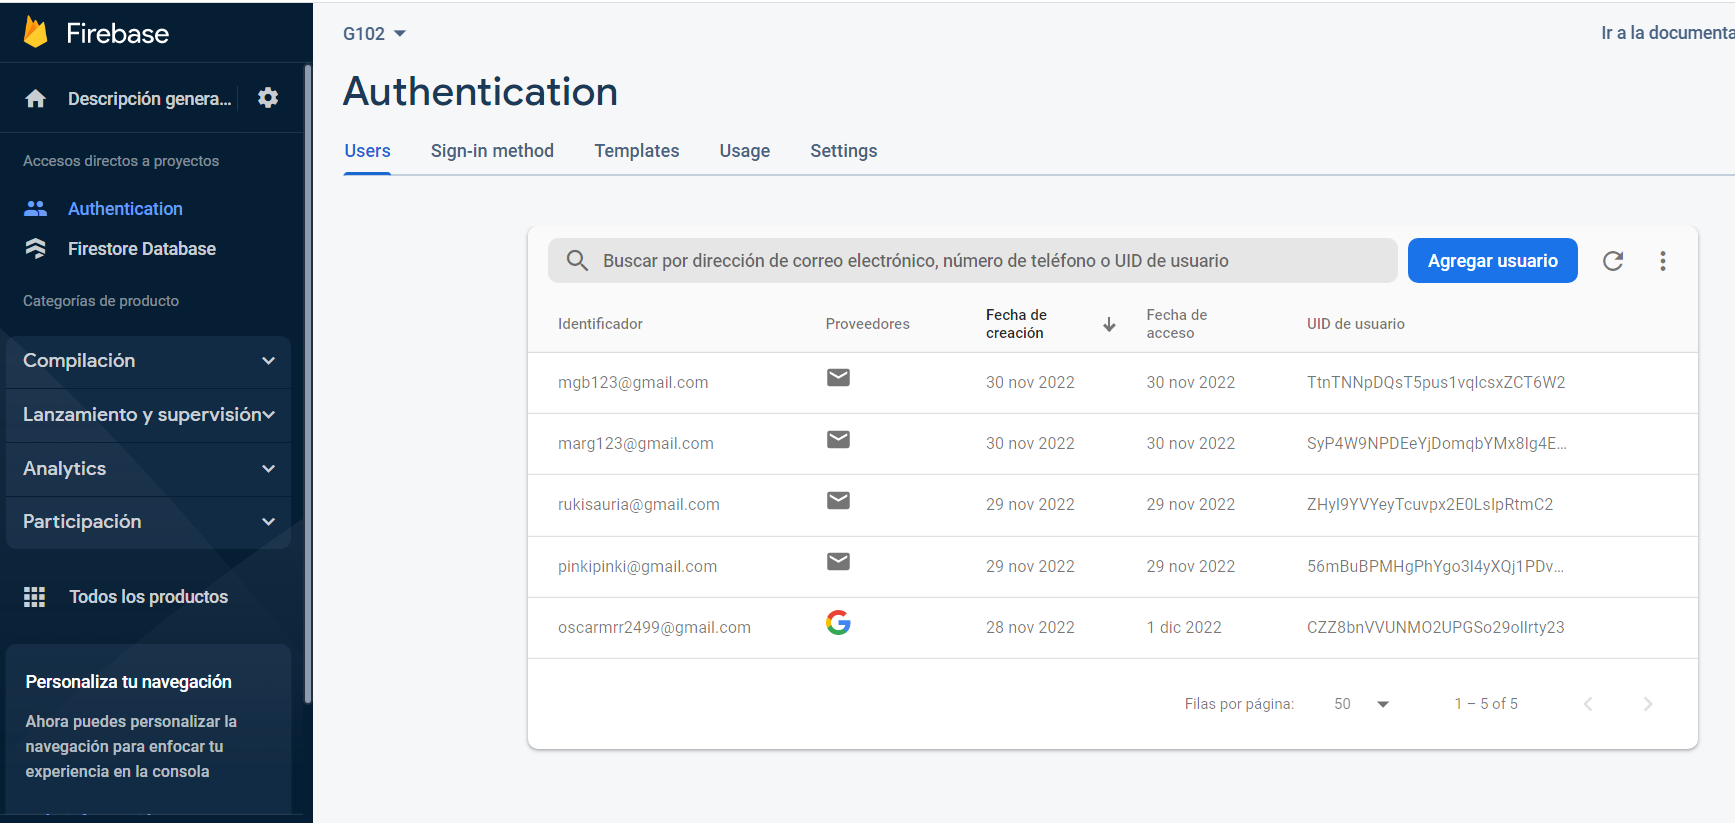 Firebase
Descripción genera...
Accesos directos a proyectos
Authentication
Firestore Database
Categorías de producto
Compilación
Lanzamiento y supervisión
Analytics
Participación
Todos los productos
Personaliza tu navegación
Ahora puedes personalizar la
navegación para enfocar tu
experiencia en la consola
G102
Ir a la documenta
Authentication
Users Sign-in method Templates Usage Settings
Buscar por dirección de correo electrónico, número de teléfono o UID de usuario
Agregar usuario
Identificador Proveedores Fecha de creación Fecha de acceso UID de usuario
mgb123@gmail.com 30 nov 2022 30 nov 2022 TtnTNNpDQsT5pus1vqlcsxZCT6W2
marg123@gmail.com 30 nov 2022 30 nov 2022 SyP4W9NPDEeYjDomqbYMx8Ig4E...
rukisauria@gmail.com 29 nov 2022 29 nov 2022 ZHyl9YVYeyTcuvpx2E0LsIpRtmC2
pinkipinki@gmail.com 29 nov 2022 29 nov 2022 56mBuBPMHgPhYgo3I4yXQj1PDv...
oscarmrr2499@gmail.com 28 nov 2022 1 dic 2022 CZZ8bnVVUNMO2UPGSo29oIlrty23
Filas por página: 50 1 – 5 of 5